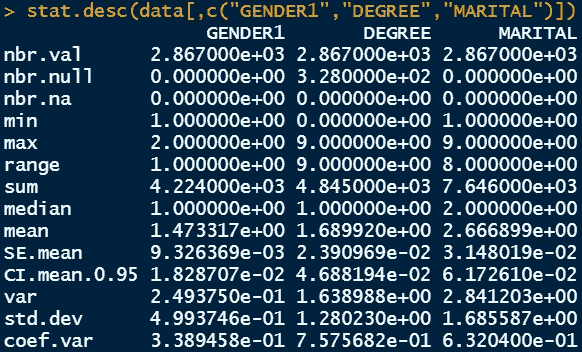 > stat.desc(data[,c("GENDER1","DEGREE","MARITAL")])
GENDER1 DEGREE MARITAL
nbr.val 2.867000e+03 2.867000e+03 2.867000e+03
nbr.null 0.000000e+00 3.280000e+02 0.000000e+00
nbr.na 0.000000e+00 0.000000e+00 0.000000e+00
min 1.000000e+00 0.000000e+00 1.000000e+00
max 2.000000e+00 9.000000e+00 9.000000e+00
range 1.000000e+00 9.000000e+00 8.000000e+00
sum 4.224000e+03 4.845000e+03 7.646000e+03
median 1.000000e+00 1.000000e+00 2.000000e+00
mean 1.473317e+00 1.689920e+00 2.666899e+00
SE.mean 9.326369e-03 2.390969e-02 3.148019e-02
CI.mean.0.95 1.828707e-02 4.688194e-02 6.172610e-02
var 2.493750e-01 1.638988e+00 2.841203e+00
std.dev 4.993746e-01 1.280230e+00 1.685587e+00
coef.var 3.389458e-01 7.575682e-01 6.320400e-01